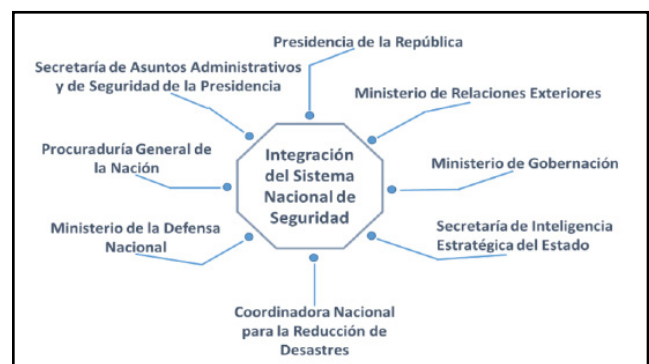 Presidencia de la República
Secretaría de Asuntos Administrativos
y de Seguridad de la Presidencia
Ministerio de Relaciones Exteriores
Procuraduría General de
la Nación
Integración
del Sistema
Nacional de
Seguridad
Ministerio de Gobernación
Ministerio de la Defensa
Nacional
Secretaría de Inteligencia
Estratégica del Estado
Coordinadora Nacional
para la Reducción de
Desastres